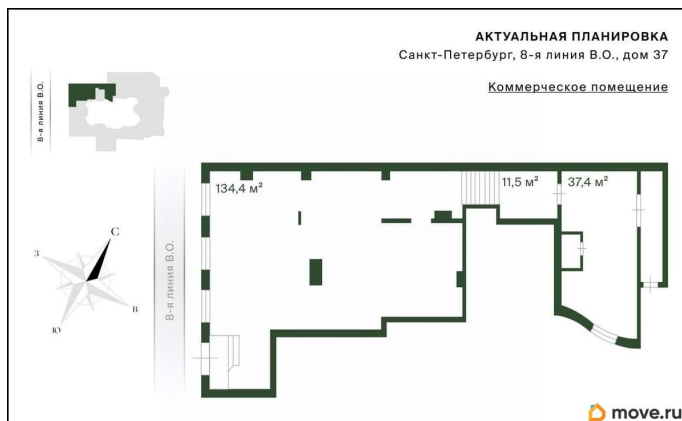 АКТУАЛЬНАЯ ПЛАНИРОВКА
Санкт-Петербург, 8-я линия В.О., дом 37
Коммерческое помещение
8-я линия В.О.
134,4 м²
11,5 м²
37,4 м²
8-я линия В.О.
С
З
В
Ю
move.ru